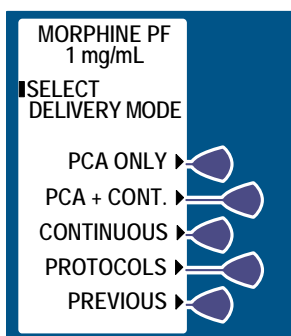 MORPHINE PF
1 mg/mL
SELECT
DELIVERY MODE
PCA ONLY
PCA + CONT.
CONTINUOUS
PROTOCOLS
PREVIOUS